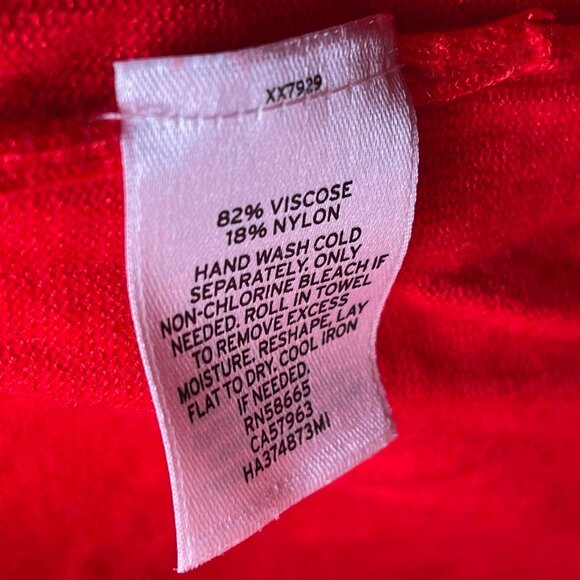 XX7929
82% VISCOSE
18% NYLON
HAND WASH COLD
SEPARATELY. ONLY
NON-CHLORINE BLEACH IF
NEEDED. ROLL IN TOWEL
TO REMOVE EXCESS
MOISTURE. RESHAPE, LAY
FLAT TO DRY. COOL IRON
IF NEEDED.
RN58665
CA57963
HA374873MI